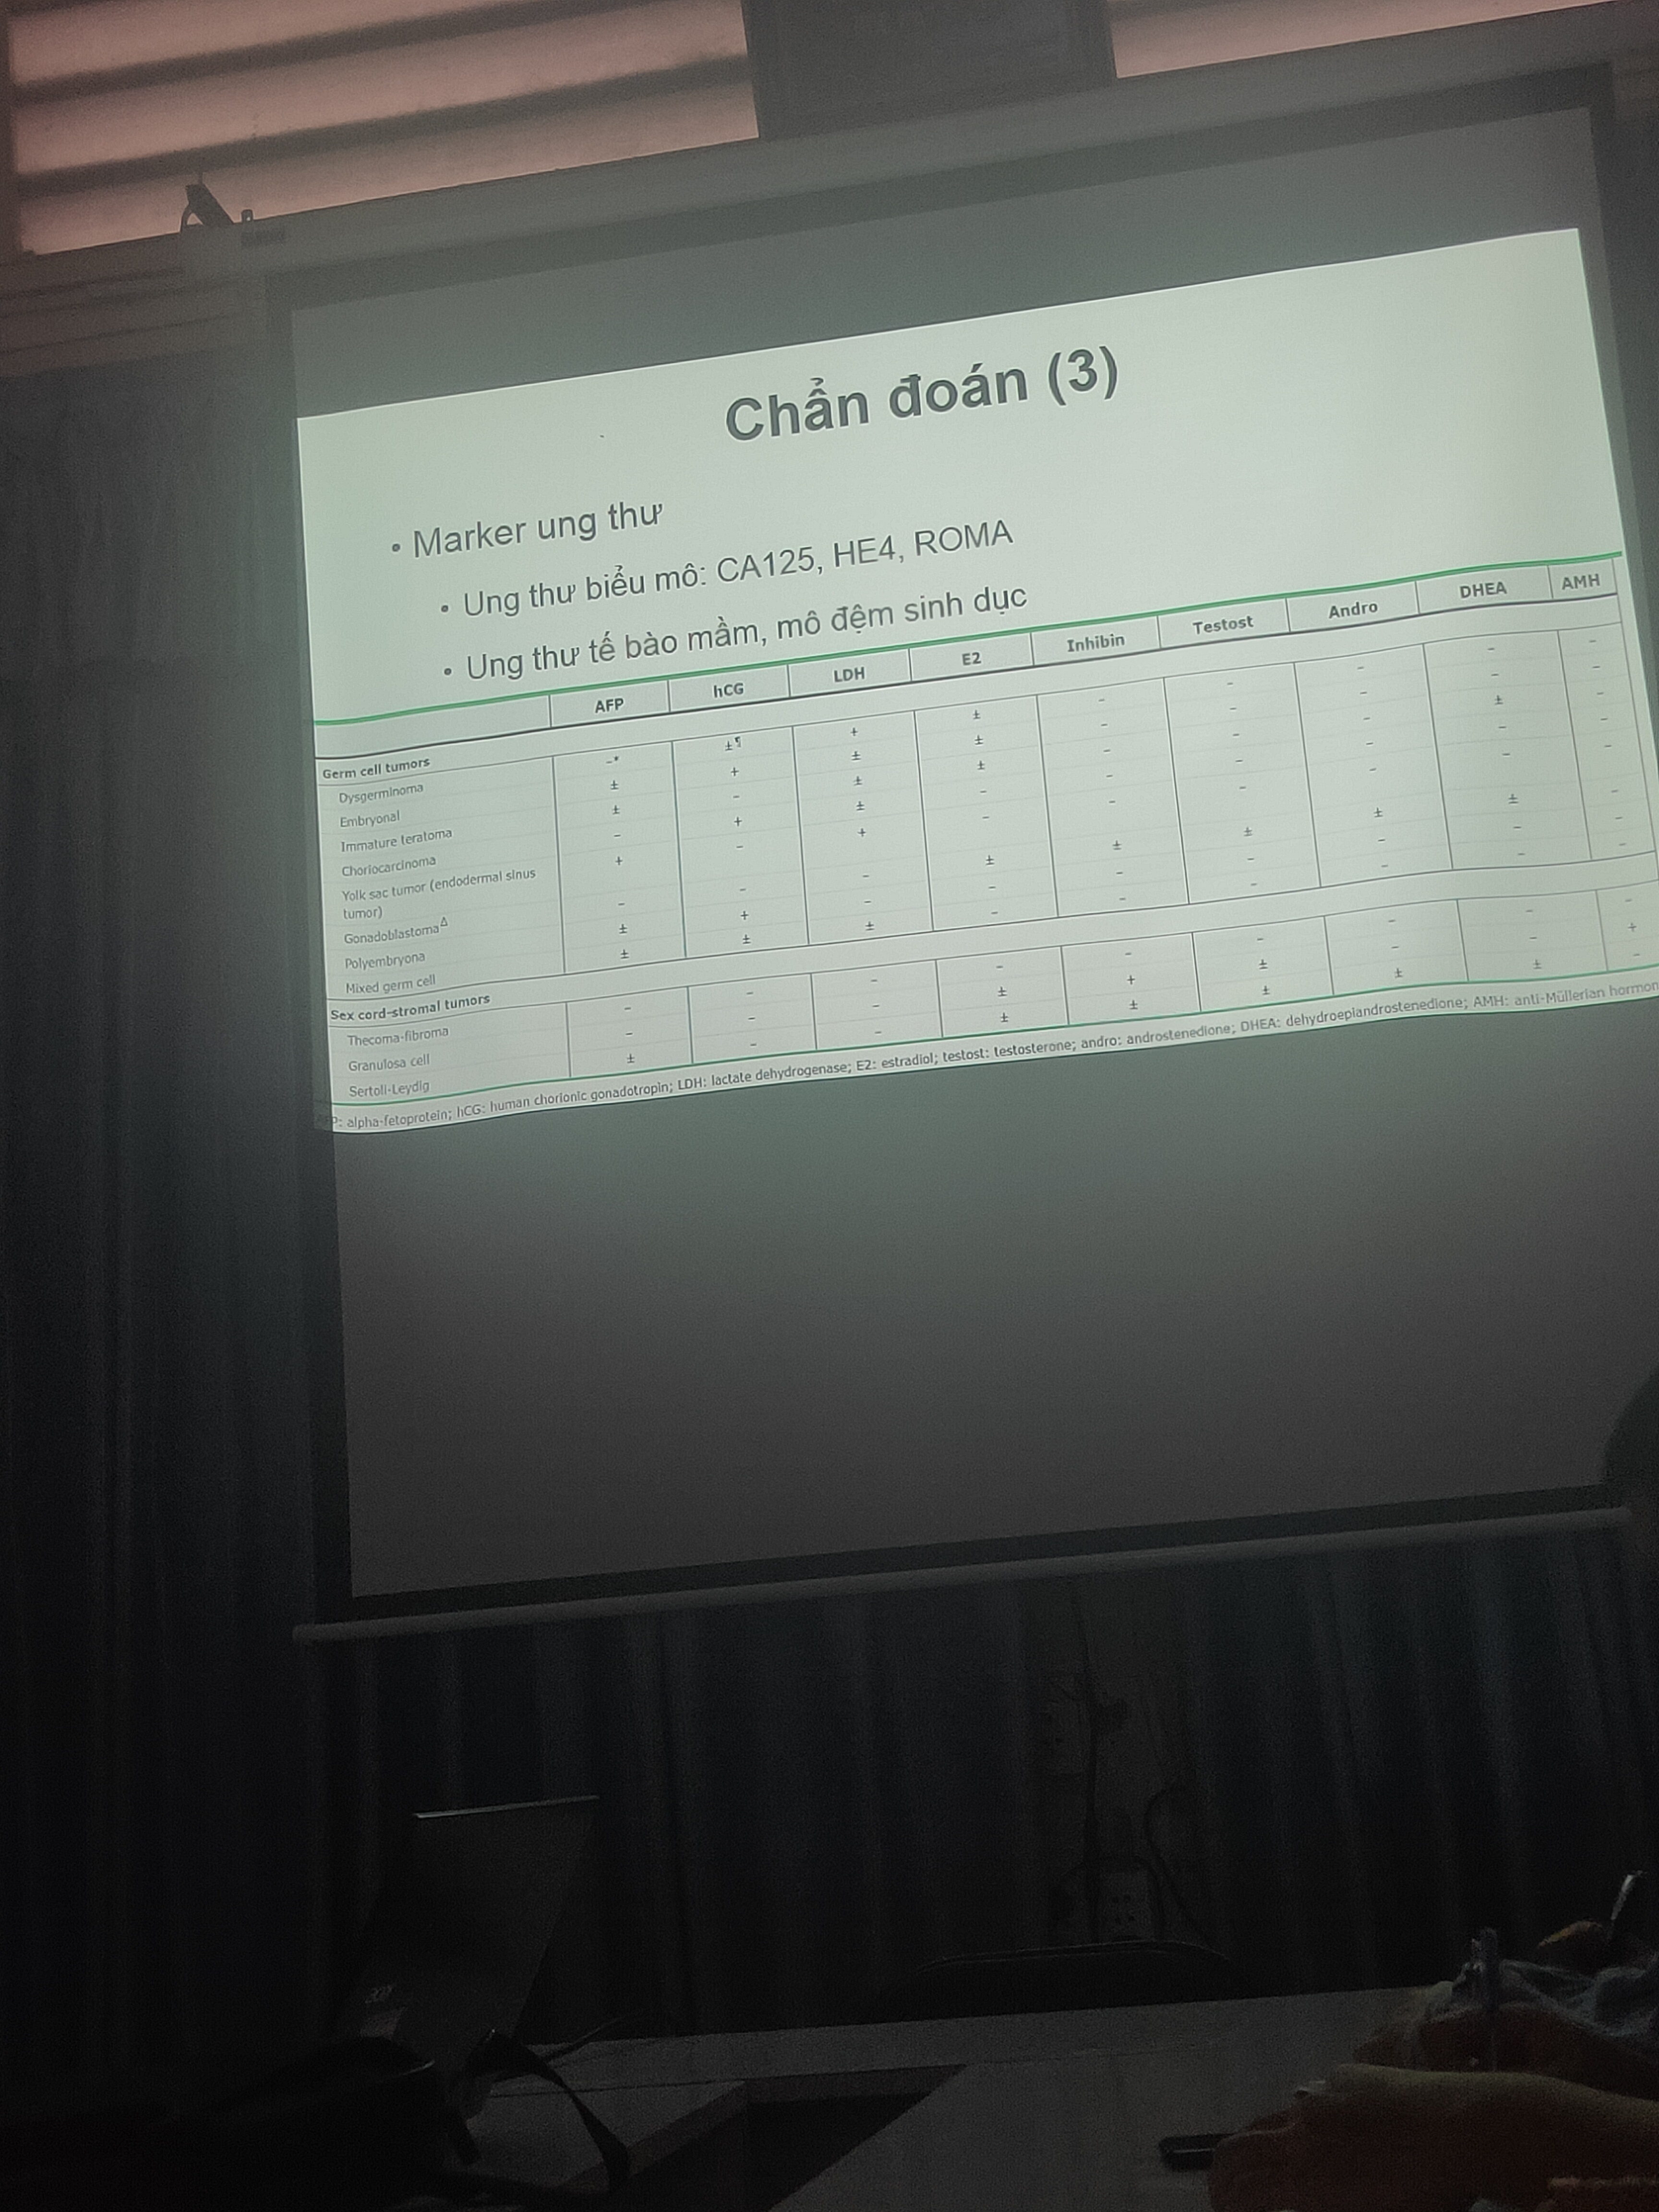 Chẩn đoán (3)
• Marker ung thư
• Ung thư biểu mô: CA125, HE4, ROMA
• Ung thư tế bào mầm, mô đệm sinh dục
AFP hCG LDH E2 Inhibin Testost Andro DHEA AMH
Germ cell tumors
Dysgerminoma –* ±¶ + ± – – – – –
Embryonal ± + ± ± – – – – –
Immature teratoma ± – ± ± – – – ± –
Choriocarcinoma – + ± – – – – – –
Yolk sac tumor (endodermal sinus + – + – – – – – –
tumor)
GonadoblastomaΔ – – – ± ± ± ± ± –
Polyembryona ± + – – – – – – –
Mixed germ cell ± ± ± – – – – – –
Sex cord-stromal tumors
Thecoma-fibroma – – – – – – – – –
Granulosa cell – – – ± + ± – – +
Sertoli-Leydig ± – – ± ± ± ± ± –
P: alpha-fetoprotein; hCG: human chorionic gonadotropin; LDH: lactate dehydrogenase; E2: estradiol; testost: testosterone; andro: androstenedione; DHEA: dehydroepiandrostenedione; AMH: anti-Müllerian hormon